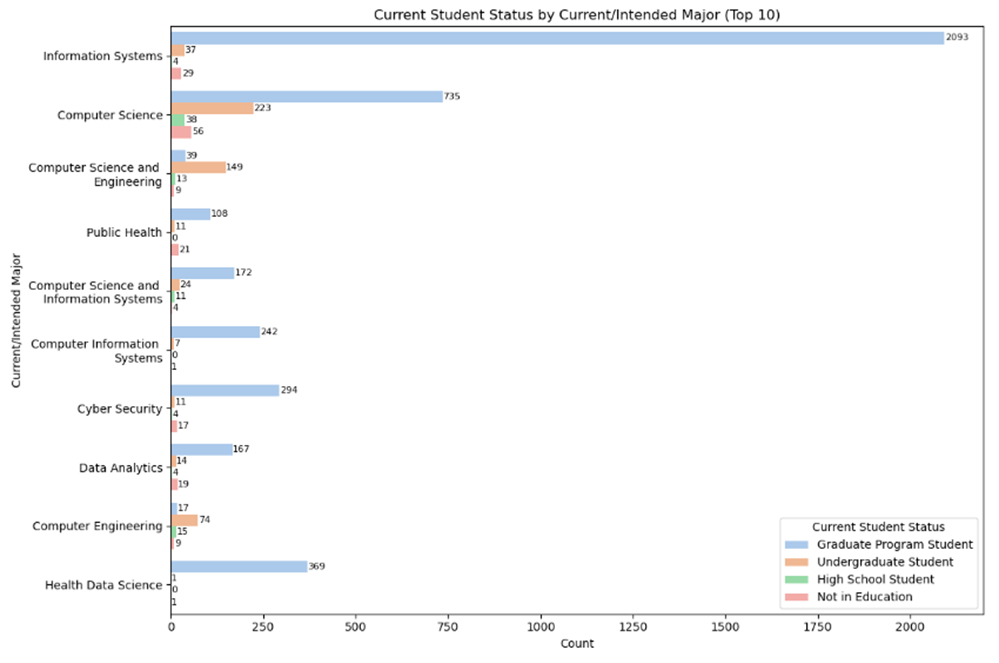 Current Student Status by Current/Intended Major (Top 10)
Current/Intended Major
Information Systems
2093
37
4
29
Computer Science
735
223
38
56
Computer Science and
Engineering
39
149
13
9
Public Health
108
11
0
21
Computer Science and
Information Systems
172
24
11
4
Computer Information
Systems
242
7
0
1
Cyber Security
294
11
4
17
Data Analytics
167
14
4
19
Computer Engineering
17
74
15
9
Health Data Science
369
1
0
1
Current Student Status
Graduate Program Student
Undergraduate Student
High School Student
Not in Education
0 250 500 750 1000 1250 1500 1750 2000
Count